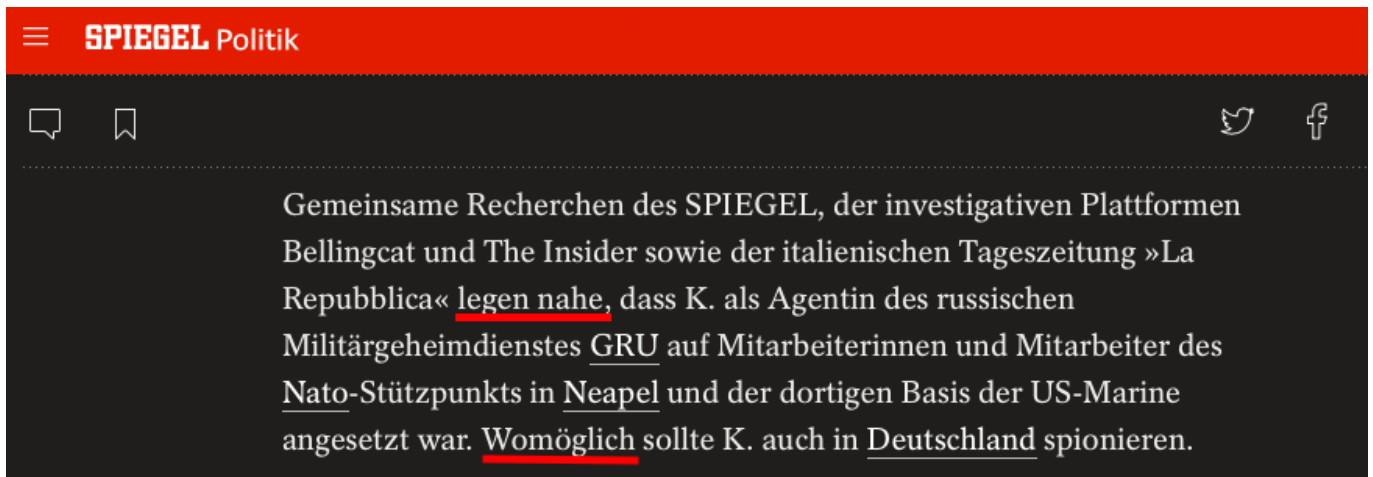 SPIEGEL Politik
Gemeinsame Recherchen des SPIEGEL, der investigativen Plattformen
Bellingcat und The Insider sowie der italienischen Tageszeitung »La
Repubblica« legen nahe, dass K. als Agentin des russischen
Militärgeheimdienstes GRU auf Mitarbeiterinnen und Mitarbeiter des
Nato-Stützpunkts in Neapel und der dortigen Basis der US-Marine
angesetzt war. Womöglich sollte K. auch in Deutschland spionieren.